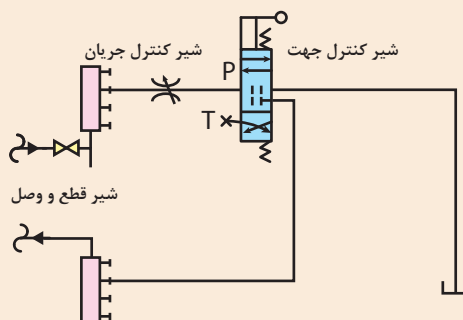 شیر کنترل جریان
شیر کنترل جهت
P
T
شیر قطع و وصل